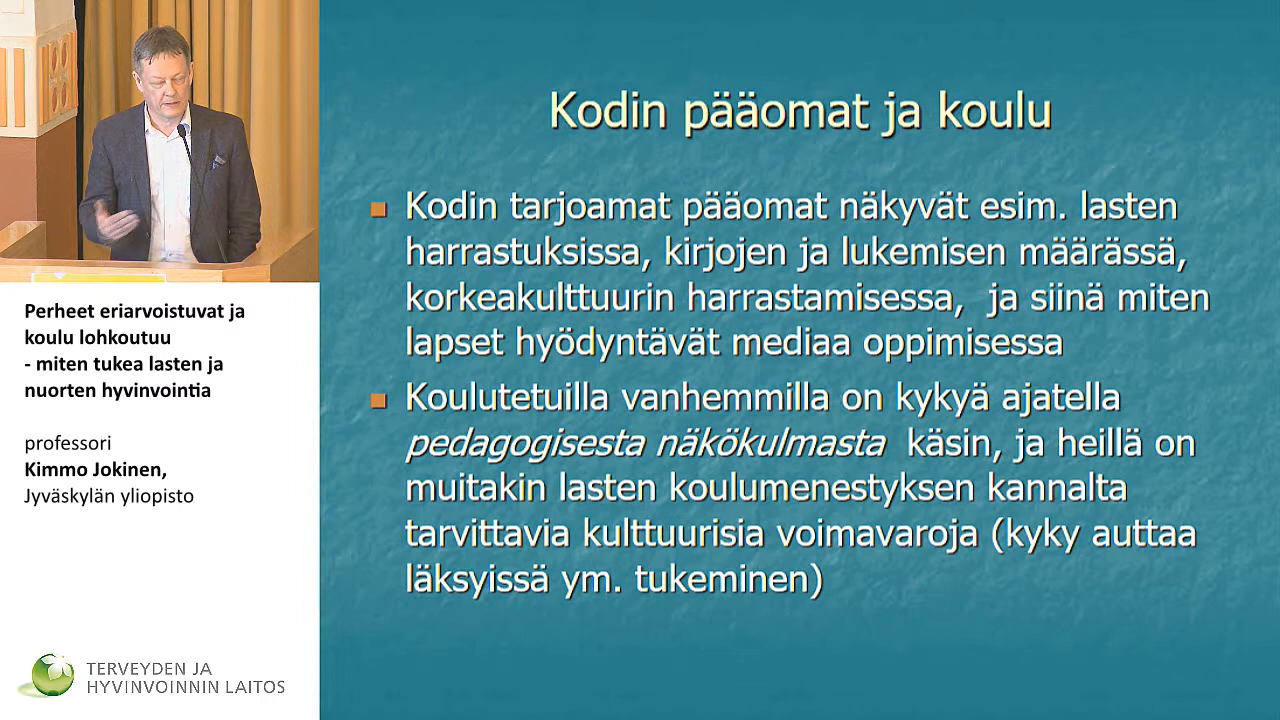 Perheet eriarvoistuvat ja
koulu lohkoutuu
- miten tukea lasten ja
nuorten hyvinvointia
professori
Kimmo Jokinen,
Jyväskylän yliopisto
TERVEYDEN JA
HYVINVOINNIN LAITOS
Kodin pääomat ja koulu
Kodin tarjoamat pääomat näkyvät esim. lasten
harrastuksissa, kirjojen ja lukemisen määrässä,
korkeakulttuurin harrastamisessa, ja siinä miten
lapset hyödyntävät mediaa oppimisessa
Koulutetuilla vanhemmilla on kykyä ajatella
pedagogisesta näkökulmasta käsin, ja heillä on
muitakin lasten koulumenestyksen kannalta
tarvittavia kulttuurisia voimavaroja (kyky auttaa
läksyissä ym. tukeminen)